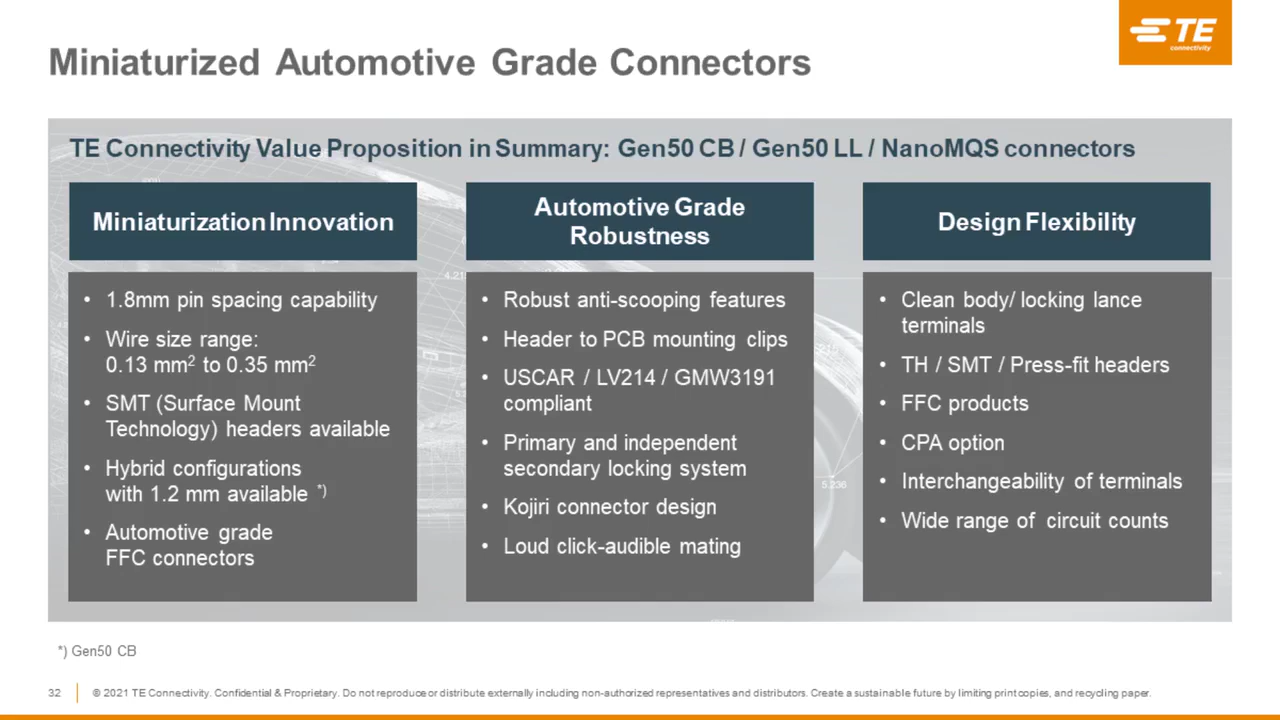 TE
connectivity
Miniaturized Automotive Grade Connectors
TE Connectivity Value Proposition in Summary: Gen50 CB / Gen50 LL / NanoMQS connectors
Miniaturization Innovation
• 1.8mm pin spacing capability
• Wire size range:
0.13 mm² to 0.35 mm²
• SMT (Surface Mount
Technology) headers available
• Hybrid configurations
with 1.2 mm available *)
• Automotive grade
FFC connectors
Automotive Grade
Robustness
• Robust anti-scooping features
• Header to PCB mounting clips
• USCAR / LV214 / GMW3191
compliant
• Primary and independent
secondary locking system
• Kojiri connector design
• Loud click-audible mating
Design Flexibility
• Clean body/ locking lance
terminals
• TH / SMT / Press-fit headers
• FFC products
• CPA option
• Interchangeability of terminals
• Wide range of circuit counts
5.236
*) Gen50 CB
32
© 2021 TE Connectivity. Confidential & Proprietary. Do not reproduce or distribute externally including non-authorized representatives and distributors. Create a sustainable future by limiting print copies, and recycling paper.